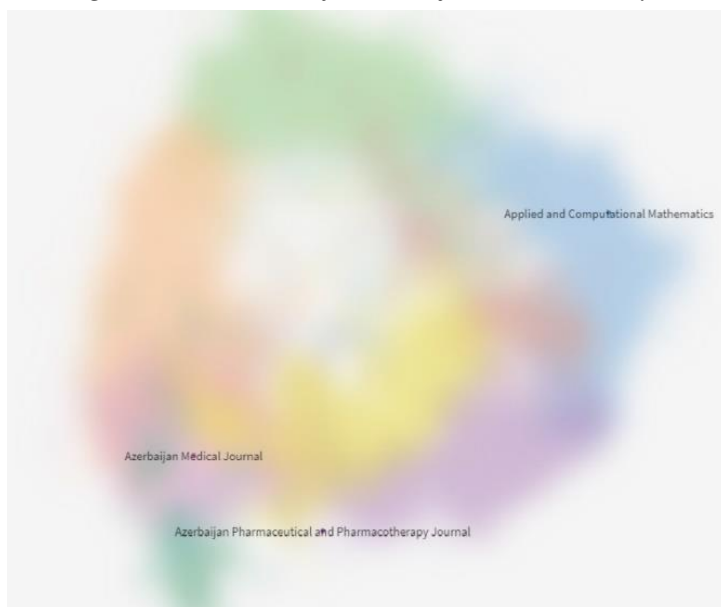 Applied and Computational Mathematics
Azerbaijan Medical Journal
Azerbaijan Pharmaceutical and Pharmacotherapy Journal